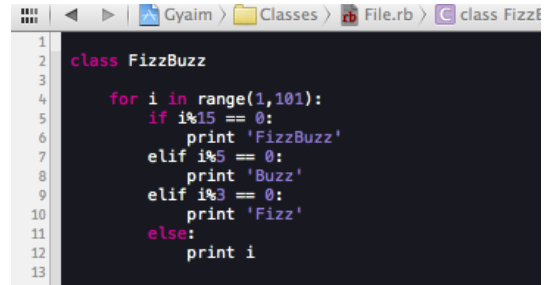 Gyaim 〉 Classes 〉 rb File.rb 〉 C class FizzB
1
2 class FizzBuzz
3
4     for i in range(1,101):
5         if i%15 == 0:
6             print 'FizzBuzz'
7         elif i%5 == 0:
8             print 'Buzz'
9         elif i%3 == 0:
10             print 'Fizz'
11         else:
12             print i
13